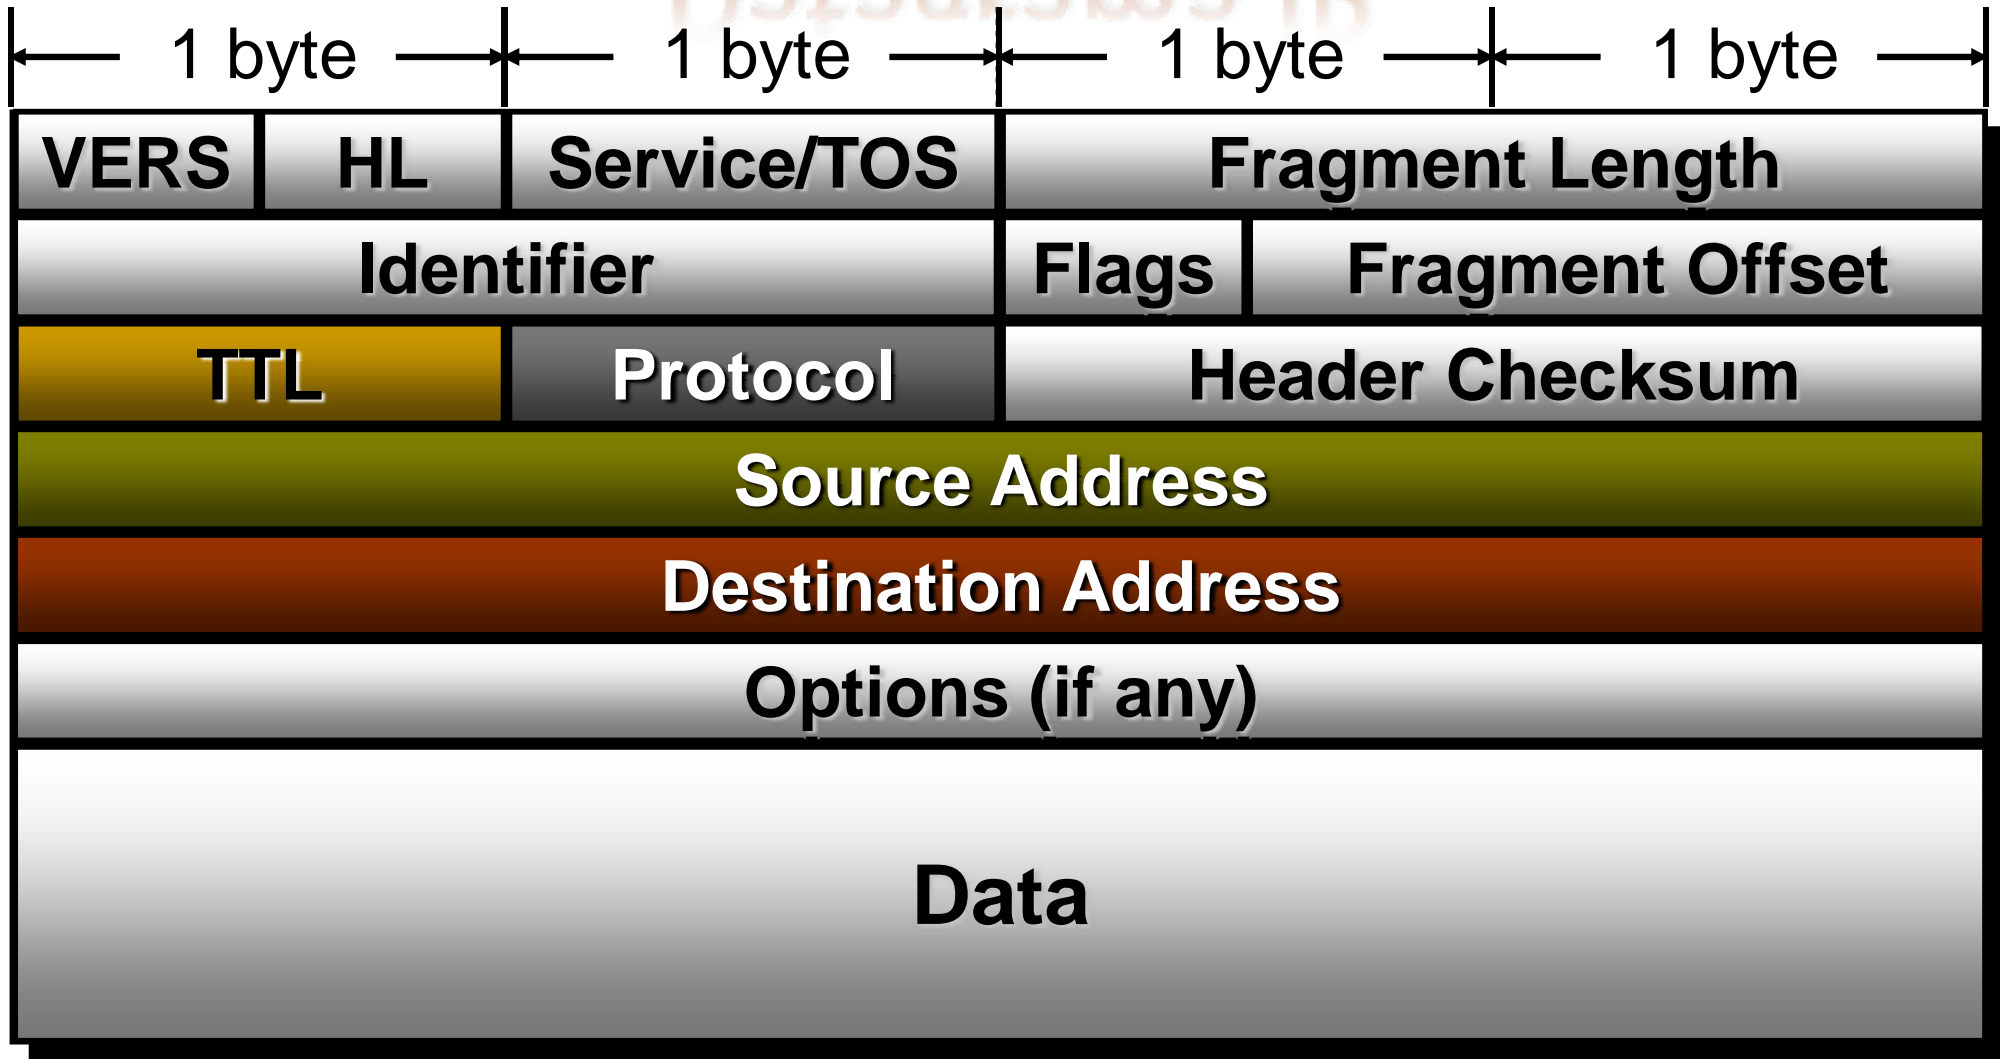 1 byte 1 byte 1 byte 1 byte
VERS HL Service/TOS Fragment Length
Identifier Flags Fragment Offset
TTL Protocol Header Checksum
Source Address
Destination Address
Options (if any)
Data